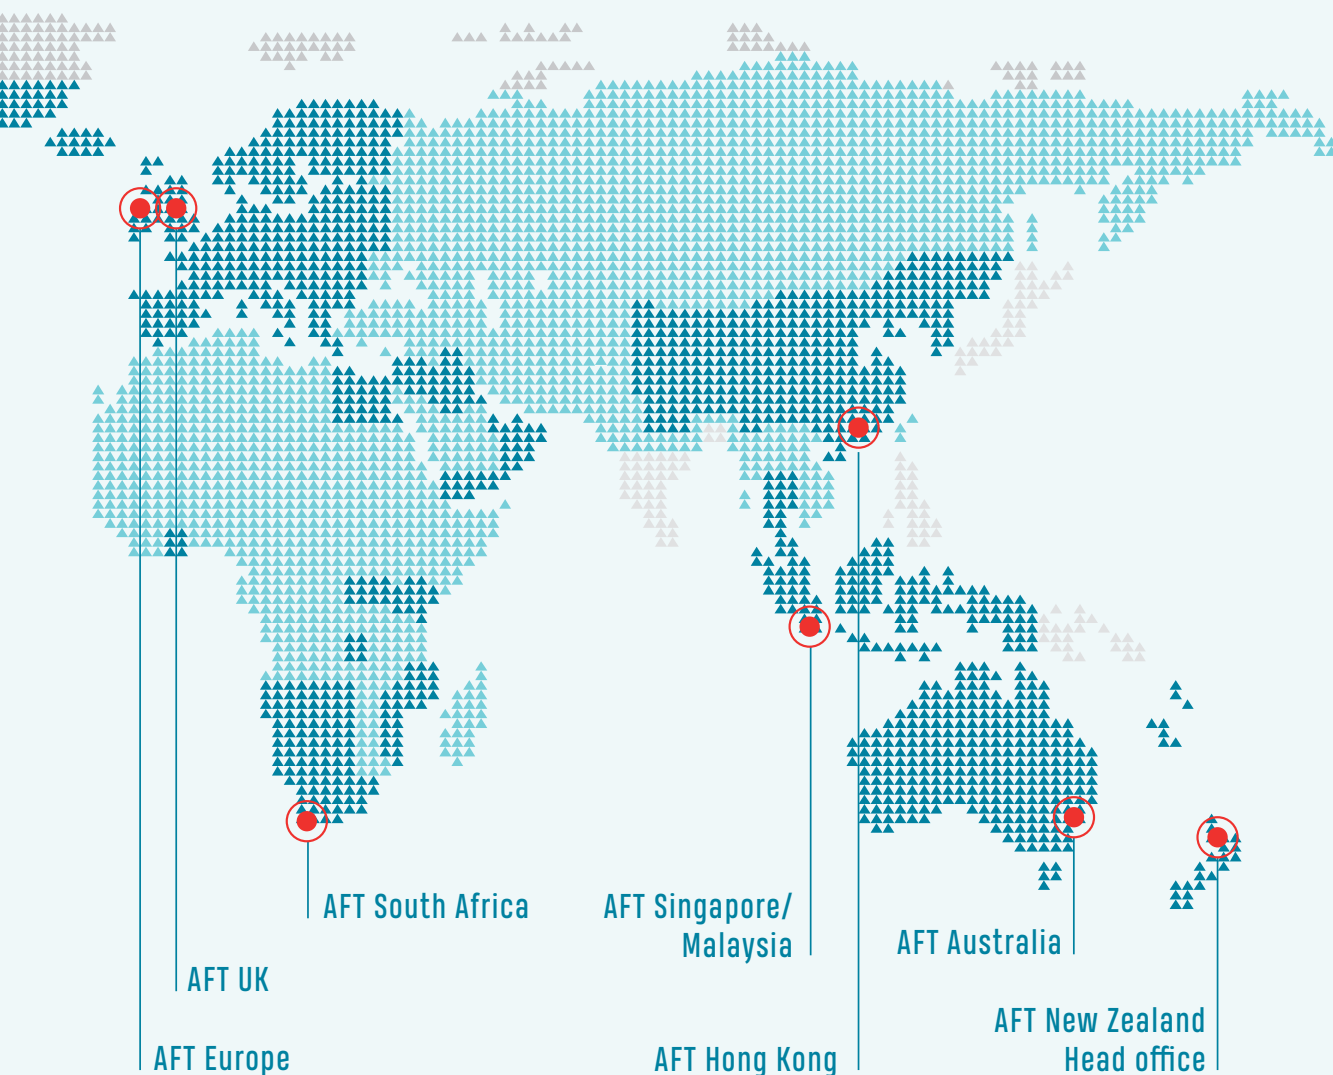 AFT South Africa
AFT Singapore/
Malaysia
AFT Australia
AFT UK
AFT New Zealand
Head office
AFT Europe
AFT Hong Kong